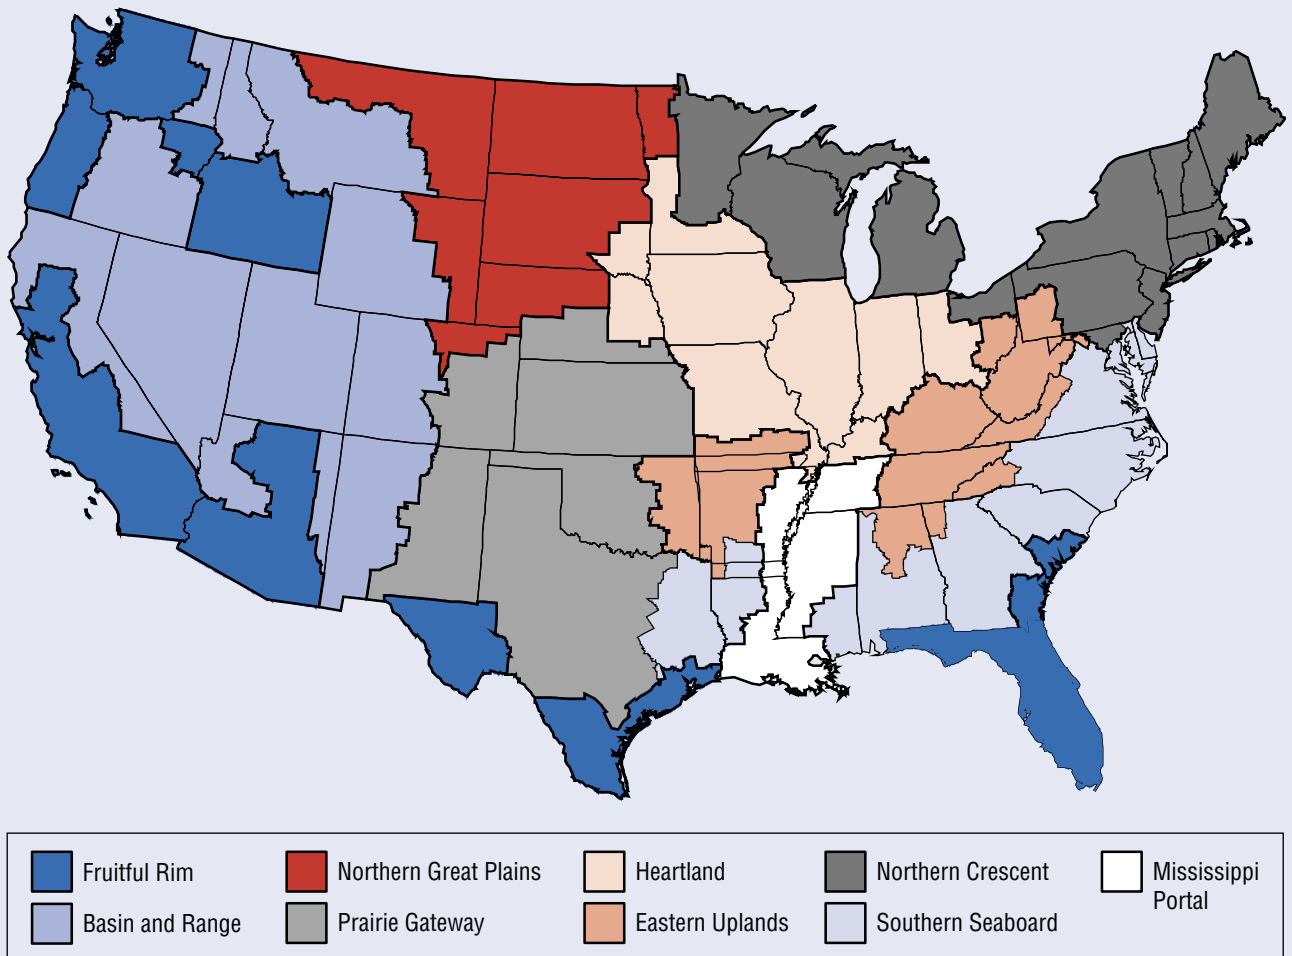 Fruitful Rim
Northern Great Plains
Heartland
Northern Crescent
Mississippi
Portal
Basin and Range
Prairie Gateway
Eastern Uplands
Southern Seaboard